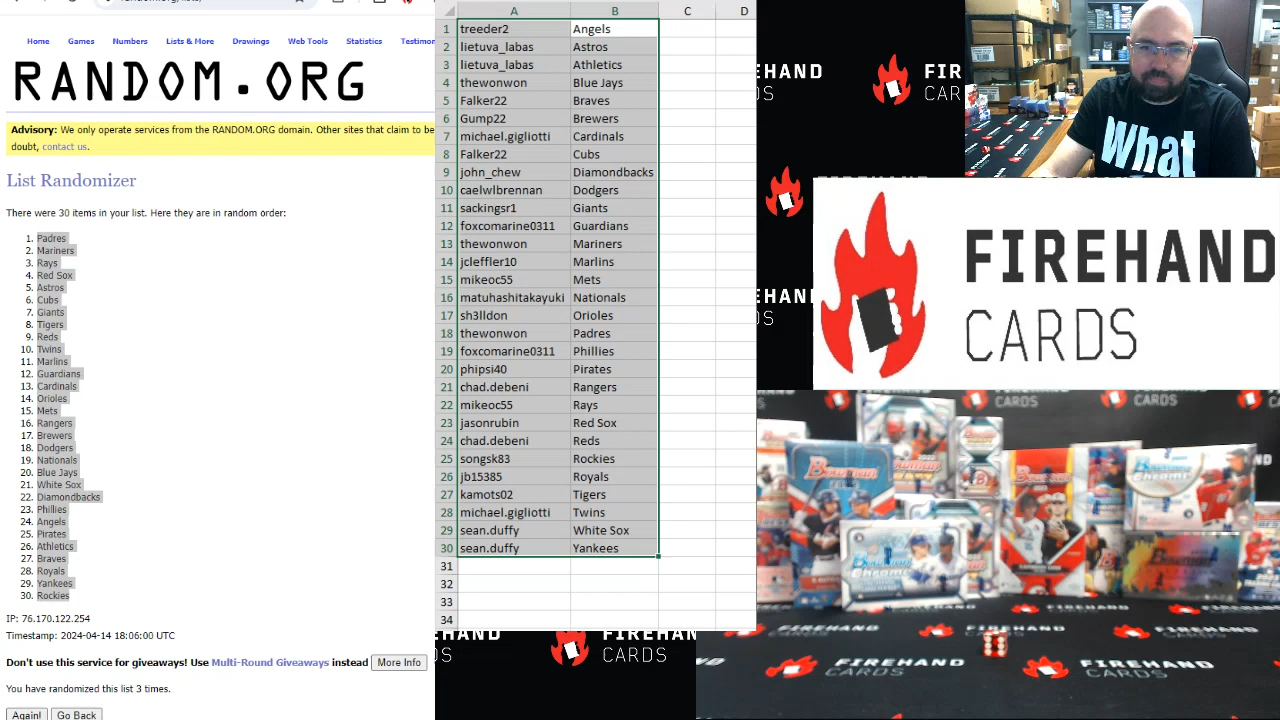 Home Games Numbers Lists & More Drawings Web Tools Statistics Testimor
RANDOM.ORG
Advisory: We only operate services from the RANDOM.ORG domain. Other sites that claim to be
doubt, contact us.
List Randomizer
There were 30 items in your list. Here they are in random order:
1. Padres
2. Mariners
3. Rays
4. Red Sox
5. Astros
6. Cubs
7. Giants
8. Tigers
9. Reds
10. Twins
11. Marlins
12. Guardians
13. Cardinals
14. Orioles
15. Mets
16. Rangers
17. Brewers
18. Dodgers
19. Nationals
20. Blue Jays
21. White Sox
22. Diamondbacks
23. Phillies
24. Angels
25. Pirates
26. Athletics
27. Braves
28. Royals
29. Yankees
30. Rockies
IP: 76.170.122.254
Timestamp: 2024-04-14 18:06:00 UTC
Don't use this service for giveaways! Use Multi-Round Giveaways instead More Info
You have randomized this list 3 times.
Again! Go Back
A B C D
1 treeder2 Angels
2 lietuva_labas Astros
3 lietuva_labas Athletics
4 thewonwon Blue Jays
5 Falker22 Braves
6 Gump22 Brewers
7 michael.gigliotti Cardinals
8 Falker22 Cubs
9 john_chew Diamondbacks
10 caelwlbrennan Dodgers
11 sackingsr1 Giants
12 foxcomarine0311 Guardians
13 thewonwon Mariners
14 jcleffler10 Marlins
15 mikeoc55 Mets
16 matuhashitakayuki Nationals
17 sh3lldon Orioles
18 thewonwon Padres
19 foxcomarine0311 Phillies
20 phipsi40 Pirates
21 chad.debeni Rangers
22 mikeoc55 Rays
23 jasonrubin Red Sox
24 chad.debeni Reds
25 songsk83 Rockies
26 jb15385 Royals
27 kamots02 Tigers
28 michael.gigliotti Twins
29 sean.duffy White Sox
30 sean.duffy Yankees
31
32
33
34
What
FIREHAND
CARDS